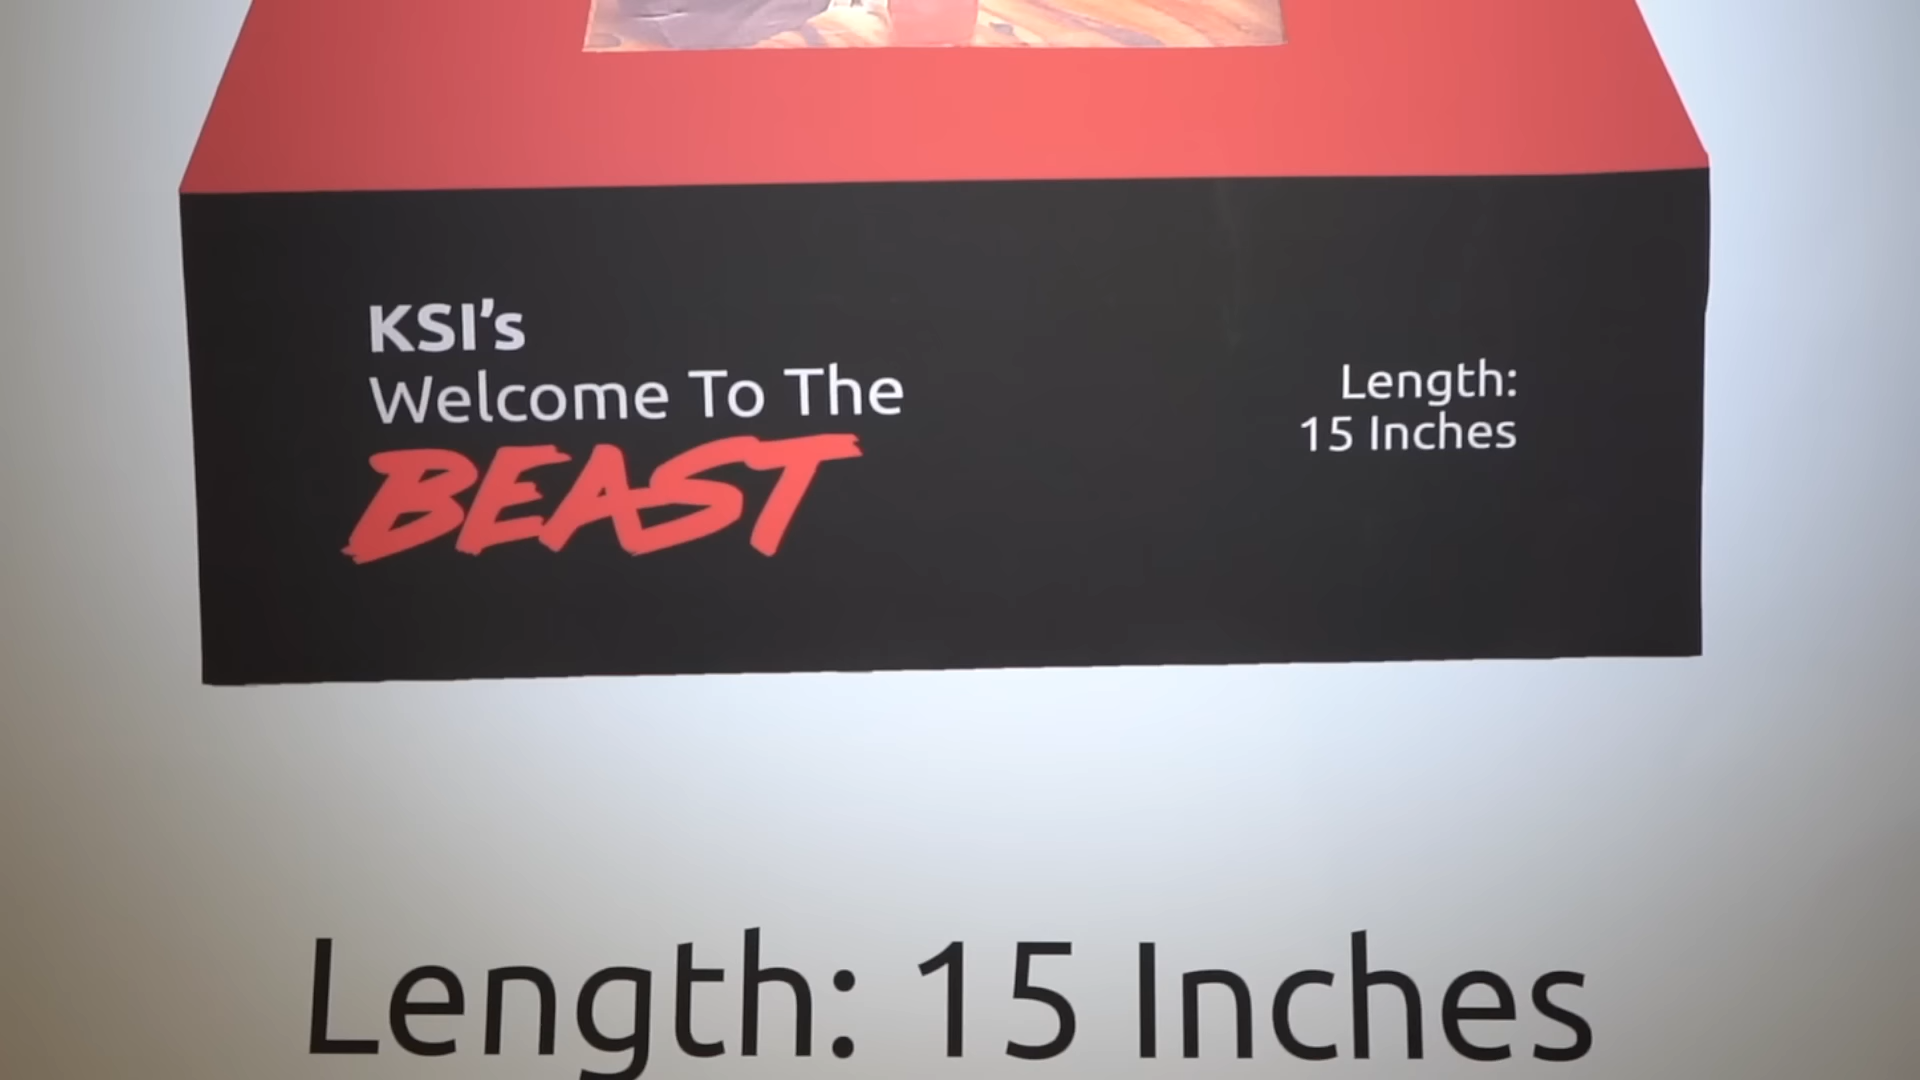 KSI's
Welcome To The
BEAST
Length:
15 Inches
Length: 15 Inches